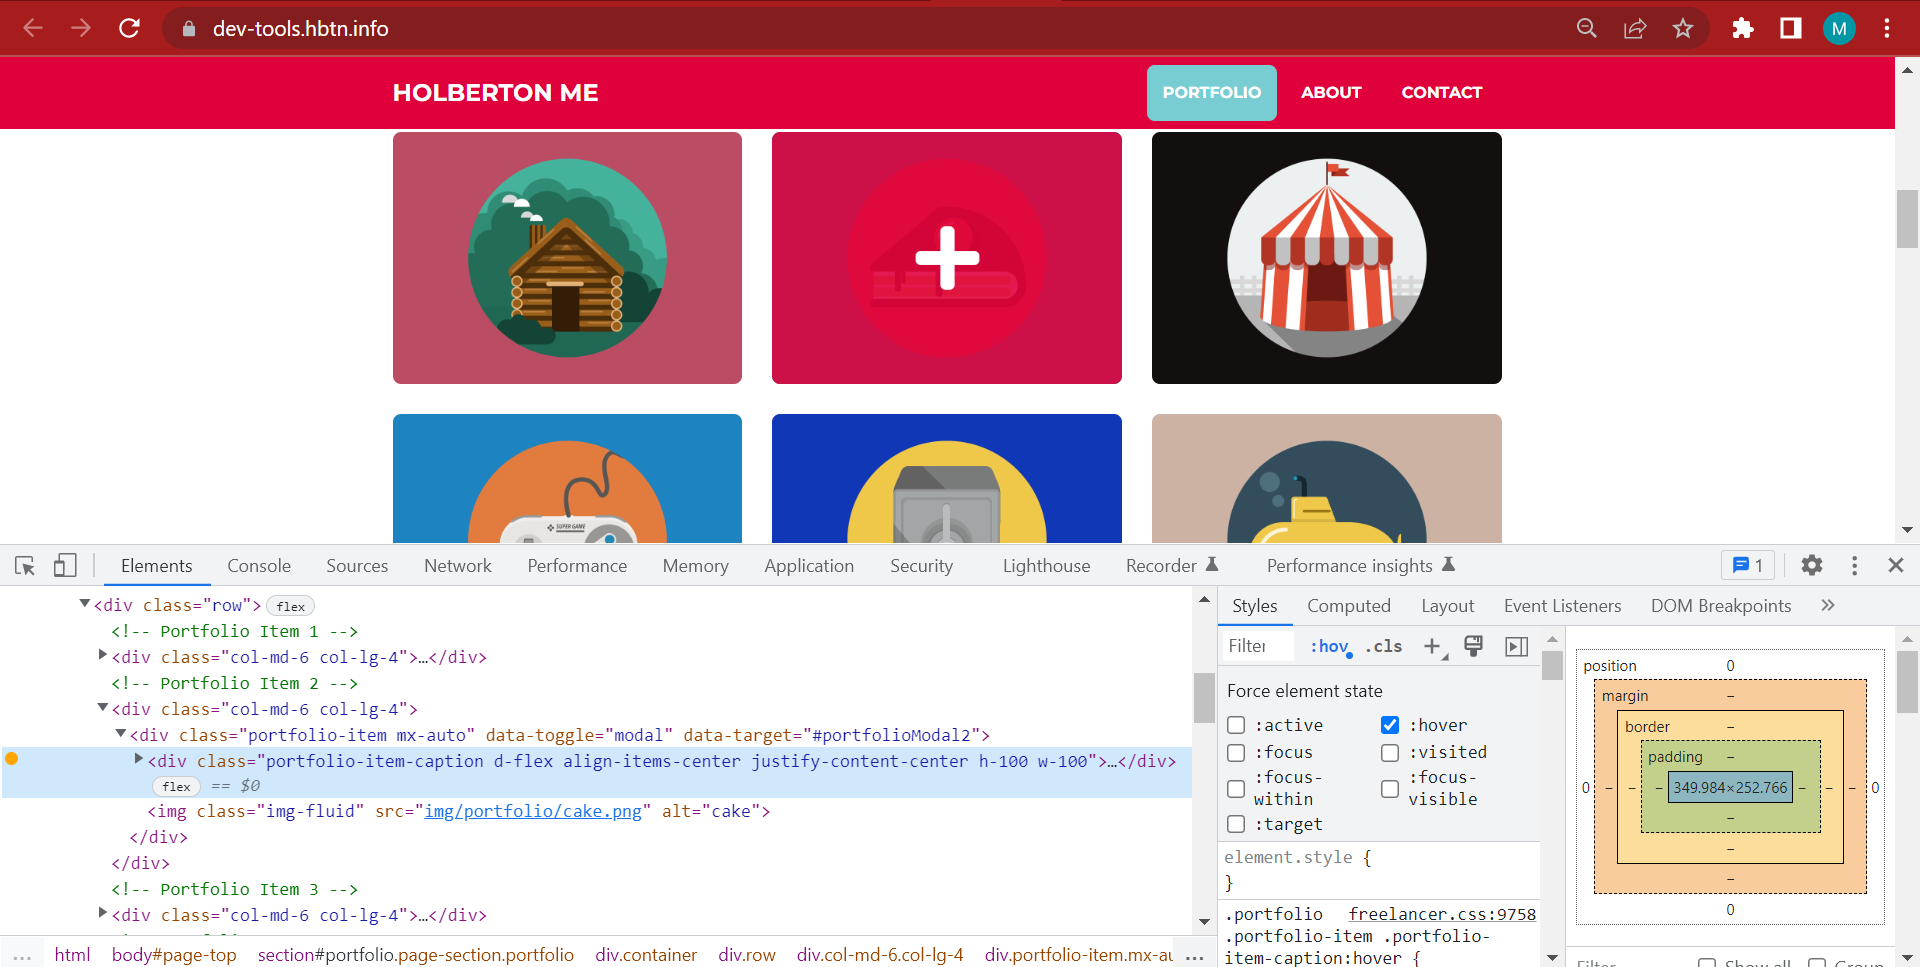 dev-tools.hbtn.info
M
HOLBERTON ME
PORTFOLIO
ABOUT
CONTACT
SUPER GAME
Elements
Console
Sources
Network
Performance
Memory
Application
Security
Lighthouse
Recorder
Performance insights
1
<div class="row"> flex
<!-- Portfolio Item 1 -->
<div class="col-md-6 col-lg-4">…</div>
<!-- Portfolio Item 2 -->
<div class="col-md-6 col-lg-4">
<div class="portfolio-item mx-auto" data-toggle="modal" data-target="#portfolioModal2">
<div class="portfolio-item-caption d-flex align-items-center justify-content-center h-100 w-100">…</div>
flex == $0
<img class="img-fluid" src="img/portfolio/cake.png" alt="cake">
</div>
</div>
<!-- Portfolio Item 3 -->
<div class="col-md-6 col-lg-4">…</div>
... html body#page-top section#portfolio.page-section.portfolio div.container div.row div.col-md-6.col-lg-4 div.portfolio-item.mx-au ...
Styles
Computed
Layout
Event Listeners
DOM Breakpoints
»
Filter
:hov
.cls
Force element state
:active
:hover
:focus
:visited
:focus-within
:focus-visible
:target
element.style {
}
.portfolio freelancer.css:9758
.portfolio-item .portfolio-
item-caption:hover {
position 0
margin –
border –
padding –
0 – – – 349.984×252.766 – – – 0
–
–
–
0
Filter
Show all
Group